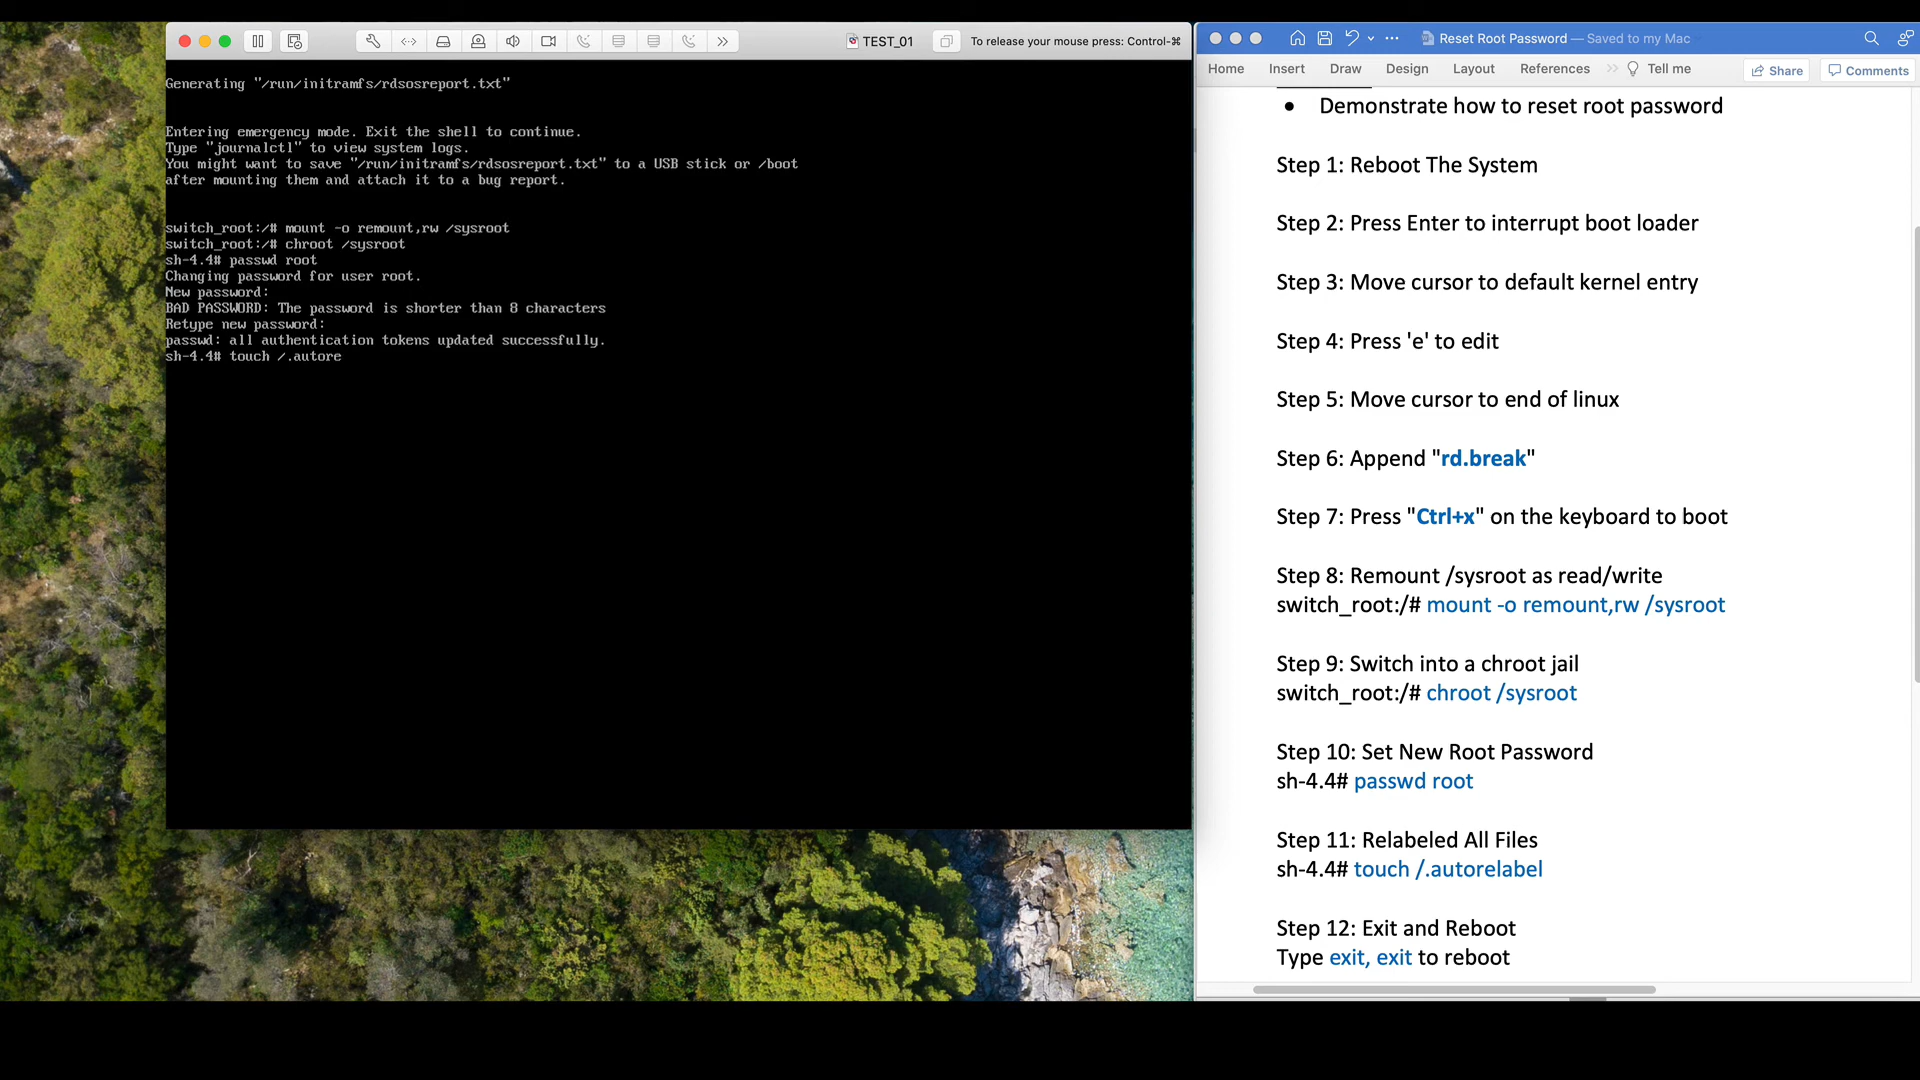 TEST_01
To release your mouse press: Control-⌘
Generating "/run/initramfs/rdsosreport.txt"
Entering emergency mode. Exit the shell to continue.
Type "journalctl" to view system logs.
You might want to save "/run/initramfs/rdsosreport.txt" to a USB stick or /boot
after mounting them and attach it to a bug report.
switch_root:/# mount -o remount,rw /sysroot
switch_root:/# chroot /sysroot
sh-4.4# passwd root
Changing password for user root.
New password:
BAD PASSWORD: The password is shorter than 8 characters
Retype new password:
passwd: all authentication tokens updated successfully.
sh-4.4# touch /.autore
Reset Root Password — Saved to my Mac
Home Insert Draw Design Layout References Tell me Share Comments
• Demonstrate how to reset root password
Step 1: Reboot The System
Step 2: Press Enter to interrupt boot loader
Step 3: Move cursor to default kernel entry
Step 4: Press 'e' to edit
Step 5: Move cursor to end of linux
Step 6: Append "rd.break"
Step 7: Press "Ctrl+x" on the keyboard to boot
Step 8: Remount /sysroot as read/write
switch_root:/# mount -o remount,rw /sysroot
Step 9: Switch into a chroot jail
switch_root:/# chroot /sysroot
Step 10: Set New Root Password
sh-4.4# passwd root
Step 11: Relabeled All Files
sh-4.4# touch /.autorelabel
Step 12: Exit and Reboot
Type exit, exit to reboot